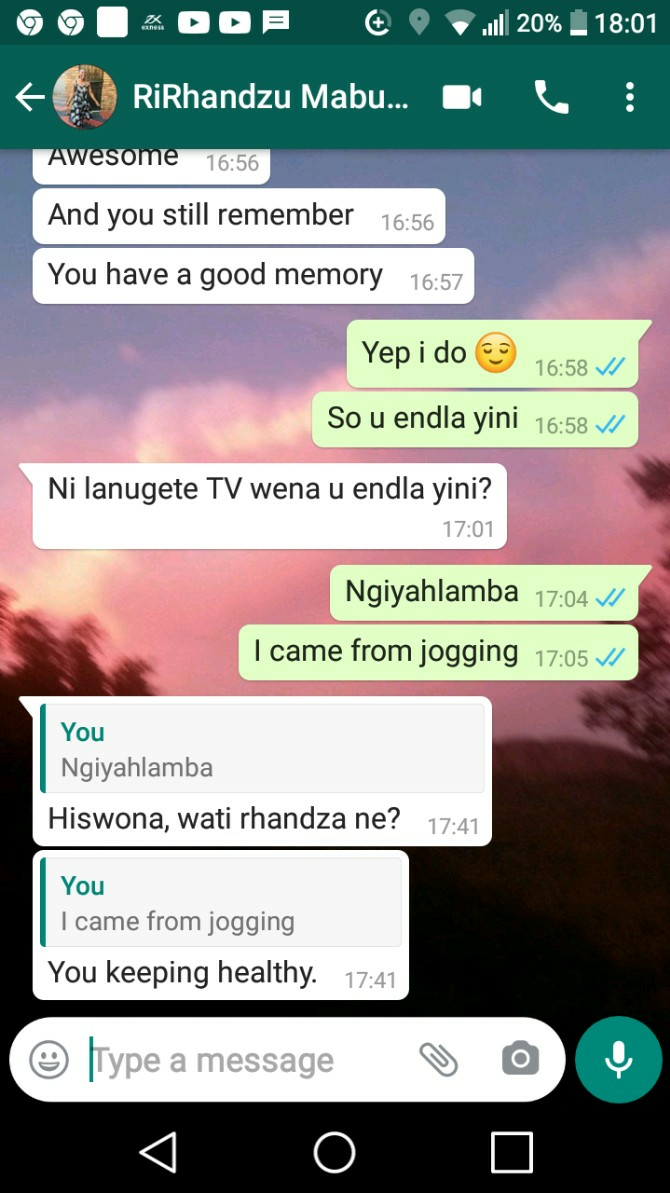 20% 18:01
RiRhandzu Mabu...
Awesome 16:56
And you still remember 16:56
You have a good memory 16:57
Yep i do 😌 16:58
So u endla yini 16:58
Ni lanugete TV wena u endla yini?
17:01
Ngiyahlamba 17:04
I came from jogging 17:05
You
Ngiyahlamba
Hiswona, wati rhandza ne? 17:41
You
I came from jogging
You keeping healthy. 17:41
Type a message